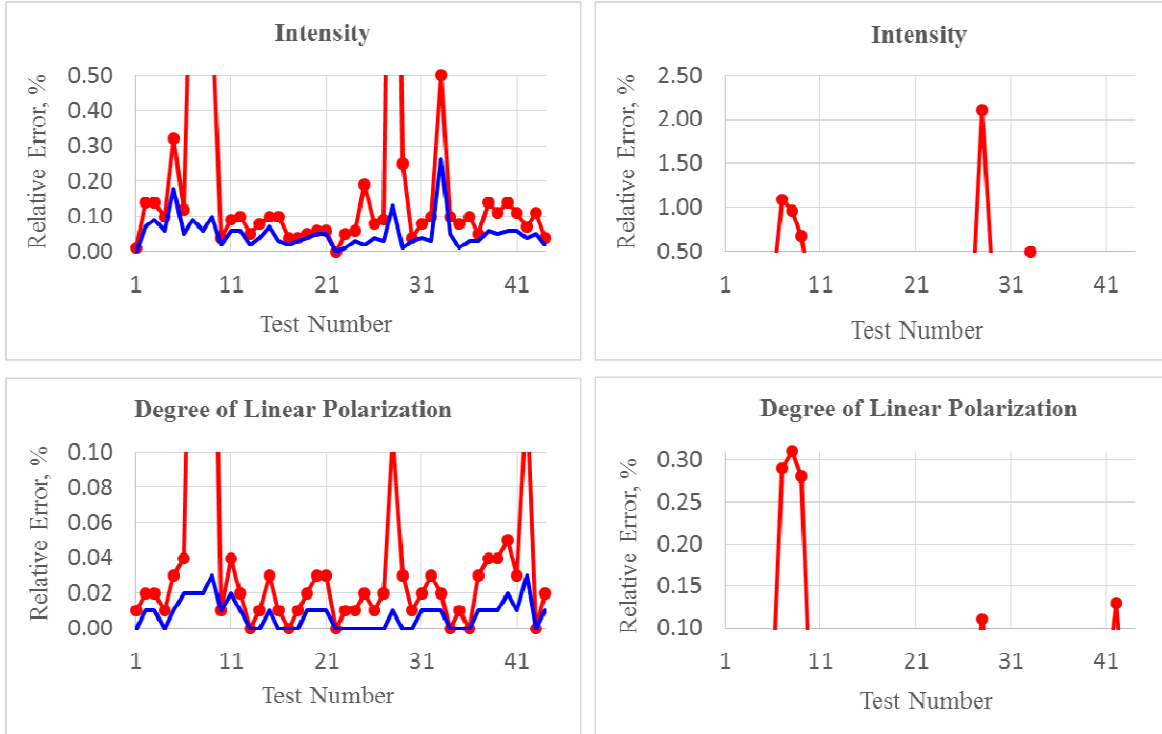 Intensity
Relative Error, %
0.50
0.40
0.30
0.20
0.10
0.00
1 11 21 31 41
Test Number
Intensity
Relative Error, %
2.50
2.00
1.50
1.00
0.50
1 11 21 31 41
Test Number
Degree of Linear Polarization
Relative Error, %
0.10
0.08
0.06
0.04
0.02
0.00
1 11 21 31 41
Test Number
Degree of Linear Polarization
Relative Error, %
0.30
0.25
0.20
0.15
0.10
1 11 21 31 41
Test Number